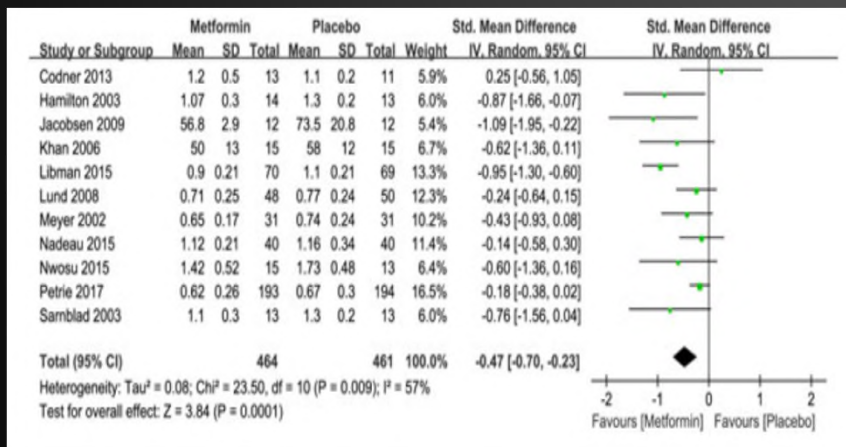 Metformin Placebo Std. Mean Difference Std. Mean Difference
Study or Subgroup Mean SD Total Mean SD Total Weight IV, Random, 95% CI IV, Random, 95% CI
Codner 2013 1.2 0.5 13 1.1 0.2 11 5.9% 0.25 [-0.56, 1.05]
Hamilton 2003 1.07 0.3 14 1.3 0.2 13 6.0% -0.87 [-1.66, -0.07]
Jacobsen 2009 56.8 2.9 12 73.5 20.8 12 5.4% -1.09 [-1.95, -0.22]
Khan 2006 50 13 15 58 12 15 6.7% -0.62 [-1.36, 0.11]
Libman 2015 0.9 0.21 70 1.1 0.21 69 13.3% -0.95 [-1.30, -0.60]
Lund 2008 0.71 0.25 48 0.77 0.24 50 12.3% -0.24 [-0.64, 0.15]
Meyer 2002 0.65 0.17 31 0.74 0.24 31 10.2% -0.43 [-0.93, 0.08]
Nadeau 2015 1.12 0.21 40 1.16 0.34 40 11.4% -0.14 [-0.58, 0.30]
Nwosu 2015 1.42 0.52 15 1.73 0.48 13 6.4% -0.60 [-1.36, 0.16]
Petrie 2017 0.62 0.26 193 0.67 0.3 194 16.5% -0.18 [-0.38, 0.02]
Sarnblad 2003 1.1 0.3 13 1.3 0.2 13 6.0% -0.76 [-1.56, 0.04]
Total (95% CI) 464 461 100.0% -0.47 [-0.70, -0.23]
Heterogeneity: Tau² = 0.08; Chi² = 23.50, df = 10 (P = 0.009); I² = 57%
Test for overall effect: Z = 3.84 (P = 0.0001)
-2 -1 0 1 2
Favours [Metformin] Favours [Placebo]